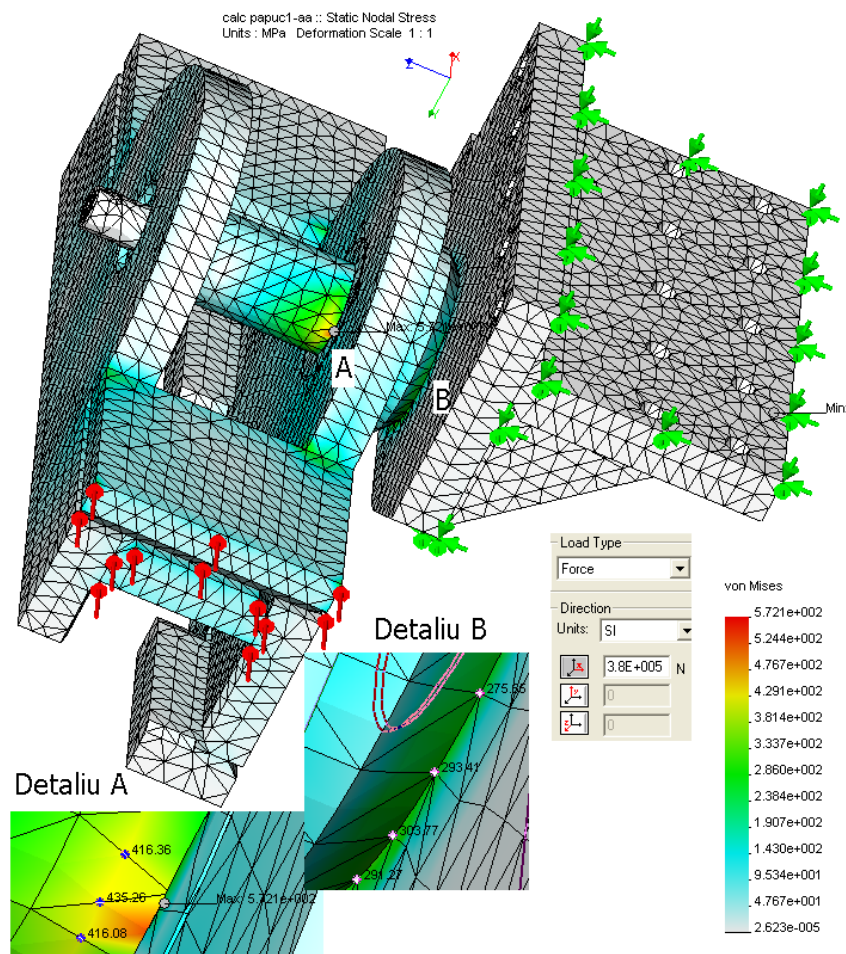 calc papuc1-aa :: Static Nodal Stress
Units : MPa Deformation Scale 1 : 1
X
Z
Y
A
B
Min:
Load Type
Force
Direction
Units: SI
3.8E+005 N
0
0
von Mises
5.721e+002
5.244e+002
4.767e+002
4.291e+002
3.814e+002
3.337e+002
2.860e+002
2.384e+002
1.907e+002
1.430e+002
9.534e+001
4.767e+001
2.623e-005
Detaliu B
293.41
303.77
291.27
Detaliu A
416.36
435.26
Max: 5.721e+002
416.08